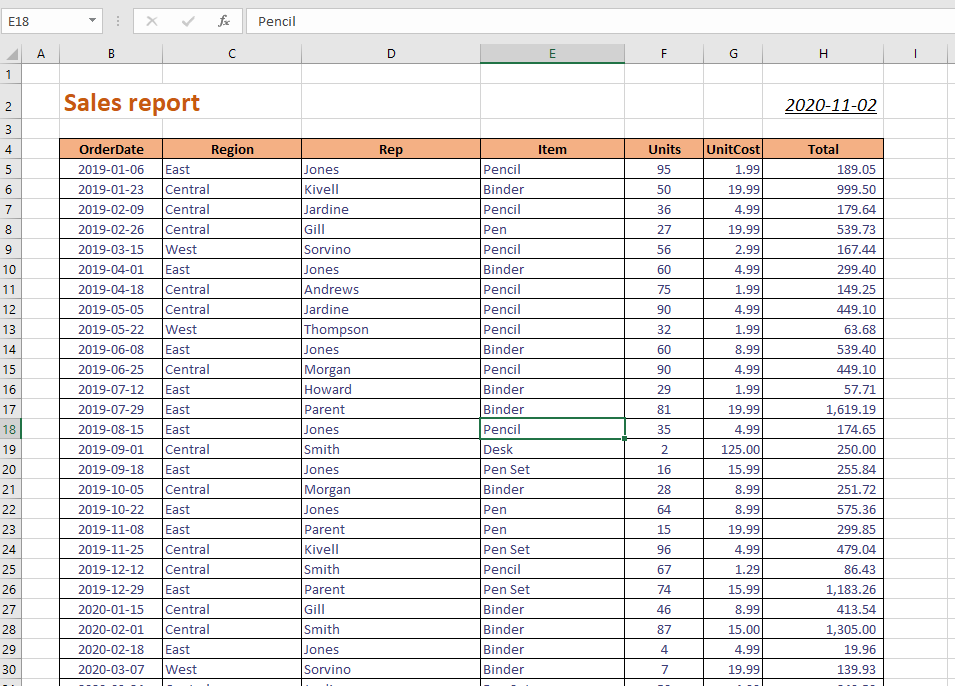 E18 fx Pencil
A B C D E F G H I
1
2 Sales report 2020-11-02
3
4 OrderDate Region Rep Item Units UnitCost Total
5 2019-01-06 East Jones Pencil 95 1.99 189.05
6 2019-01-23 Central Kivell Binder 50 19.99 999.50
7 2019-02-09 Central Jardine Pencil 36 4.99 179.64
8 2019-02-26 Central Gill Pen 27 19.99 539.73
9 2019-03-15 West Sorvino Pencil 56 2.99 167.44
10 2019-04-01 East Jones Binder 60 4.99 299.40
11 2019-04-18 Central Andrews Pencil 75 1.99 149.25
12 2019-05-05 Central Jardine Pencil 90 4.99 449.10
13 2019-05-22 West Thompson Pencil 32 1.99 63.68
14 2019-06-08 East Jones Binder 60 8.99 539.40
15 2019-06-25 Central Morgan Pencil 90 4.99 449.10
16 2019-07-12 East Howard Binder 29 1.99 57.71
17 2019-07-29 East Parent Binder 81 19.99 1,619.19
18 2019-08-15 East Jones Pencil 35 4.99 174.65
19 2019-09-01 Central Smith Desk 2 125.00 250.00
20 2019-09-18 East Jones Pen Set 16 15.99 255.84
21 2019-10-05 Central Morgan Binder 28 8.99 251.72
22 2019-10-22 East Jones Pen 64 8.99 575.36
23 2019-11-08 East Parent Pen 15 19.99 299.85
24 2019-11-25 Central Kivell Pen Set 96 4.99 479.04
25 2019-12-12 Central Smith Pencil 67 1.29 86.43
26 2019-12-29 East Parent Pen Set 74 15.99 1,183.26
27 2020-01-15 Central Gill Binder 46 8.99 413.54
28 2020-02-01 Central Smith Binder 87 15.00 1,305.00
29 2020-02-18 East Jones Binder 4 4.99 19.96
30 2020-03-07 West Sorvino Binder 7 19.99 139.93